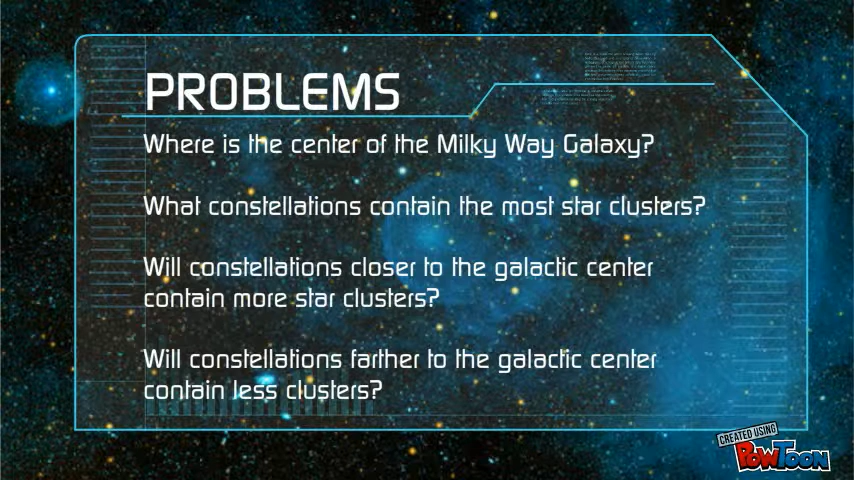 PROBLEMS
Where is the center of the Milky Way Galaxy?
What constellations contain the most star clusters?
Will constellations closer to the galactic center
contain more star clusters?
Will constellations farther to the galactic center
contain less clusters?
CREATED USING
POWTOON